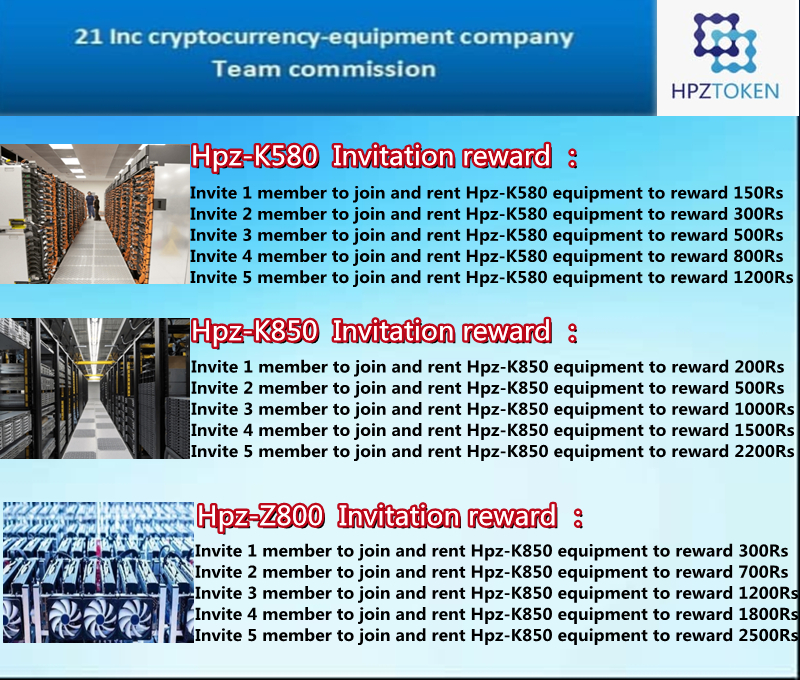 21 Inc cryptocurrency-equipment company
Team commission
HPZTOKEN
Hpz-K580 Invitation reward :
Invite 1 member to join and rent Hpz-K580 equipment to reward 150Rs
Invite 2 member to join and rent Hpz-K580 equipment to reward 300Rs
Invite 3 member to join and rent Hpz-K580 equipment to reward 500Rs
Invite 4 member to join and rent Hpz-K580 equipment to reward 800Rs
Invite 5 member to join and rent Hpz-K580 equipment to reward 1200Rs
Hpz-K850 Invitation reward :
Invite 1 member to join and rent Hpz-K850 equipment to reward 200Rs
Invite 2 member to join and rent Hpz-K850 equipment to reward 500Rs
Invite 3 member to join and rent Hpz-K850 equipment to reward 1000Rs
Invite 4 member to join and rent Hpz-K850 equipment to reward 1500Rs
Invite 5 member to join and rent Hpz-K850 equipment to reward 2200Rs
Hpz-Z800 Invitation reward :
Invite 1 member to join and rent Hpz-K850 equipment to reward 300Rs
Invite 2 member to join and rent Hpz-K850 equipment to reward 700Rs
Invite 3 member to join and rent Hpz-K850 equipment to reward 1200Rs
Invite 4 member to join and rent Hpz-K850 equipment to reward 1800Rs
Invite 5 member to join and rent Hpz-K850 equipment to reward 2500Rs